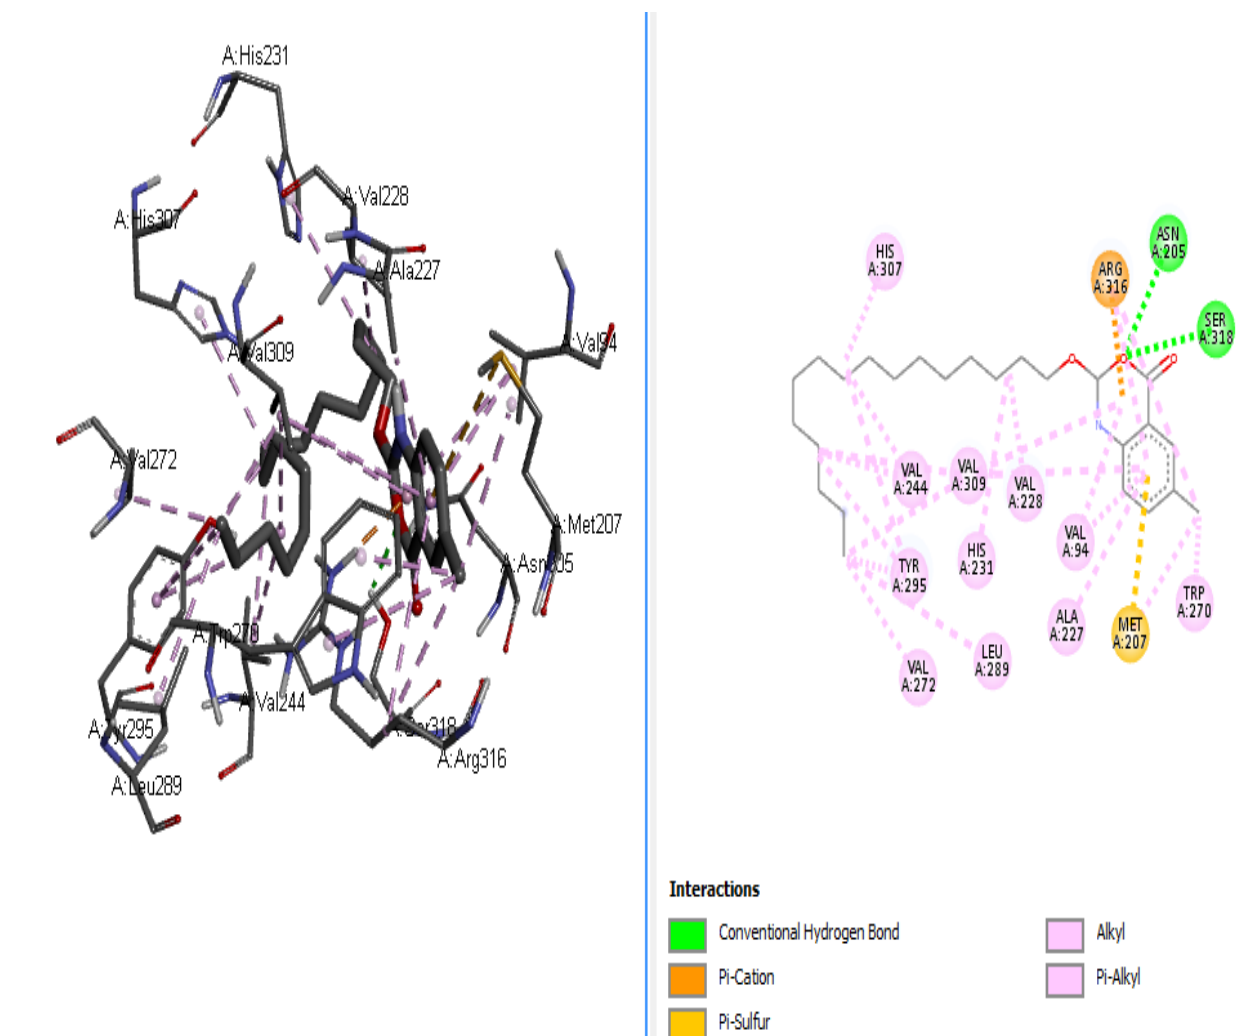 A:His231
A:Val228
A:His307
A:Ala227
A:Val309
A:Val94
A:Val272
A:Met207
A:Asn205
A:Trp270
A:Val244
A:Tyr295
A:Ser318
A:Arg316
A:Leu289
ASN
A:205
HIS
A:307
ARG
A:316
SER
A:318
O
O
O
N
VAL
A:244
VAL
A:309
VAL
A:228
VAL
A:94
TYR
A:295
HIS
A:231
TRP
A:270
ALA
A:227
MET
A:207
LEU
A:289
VAL
A:272
Interactions
Conventional Hydrogen Bond
Alkyl
Pi-Cation
Pi-Alkyl
Pi-Sulfur